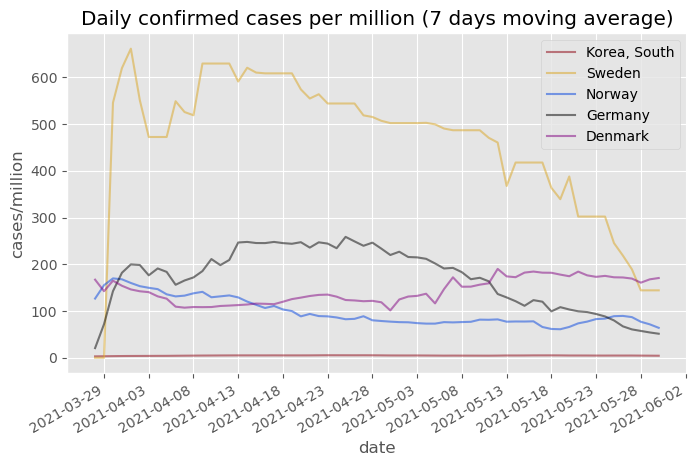 Daily confirmed cases per million (7 days moving average)
Korea, South
Sweden
Norway
Germany
Denmark
cases/million
600
500
400
300
200
100
0
2021-03-29
2021-04-03
2021-04-08
2021-04-13
2021-04-18
2021-04-23
2021-04-28
2021-05-03
2021-05-08
2021-05-13
2021-05-18
2021-05-23
2021-05-28
2021-06-02
date